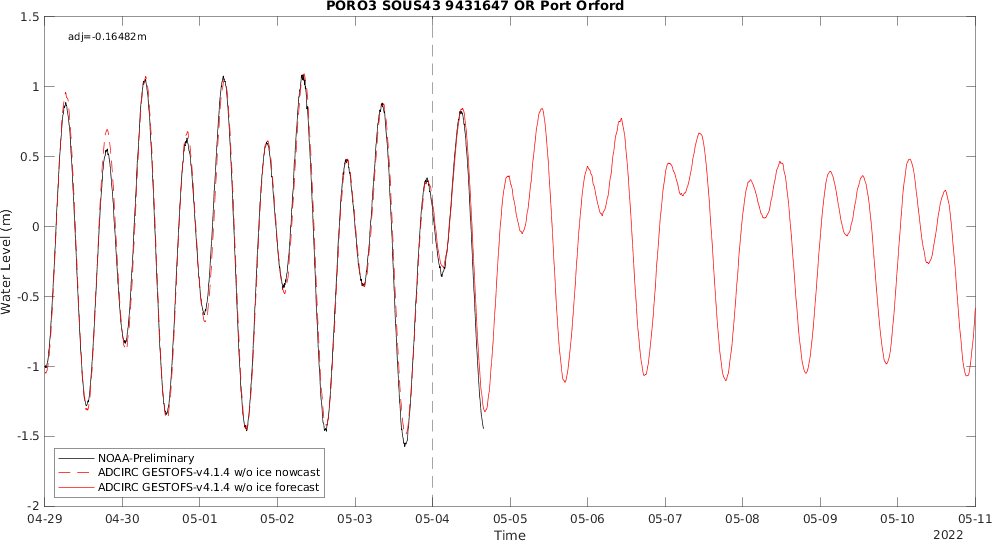 PORO3 SOUS43 9431647 OR Port Orford
adj=-0.16482m
1.5
1
0.5
0
-0.5
-1
-1.5
-2
Water Level (m)
NOAA-Preliminary
ADCIRC GESTOFS-v4.1.4 w/o ice nowcast
ADCIRC GESTOFS-v4.1.4 w/o ice forecast
04-29 04-30 05-01 05-02 05-03 05-04 05-05 05-06 05-07 05-08 05-09 05-10 05-11
Time
2022